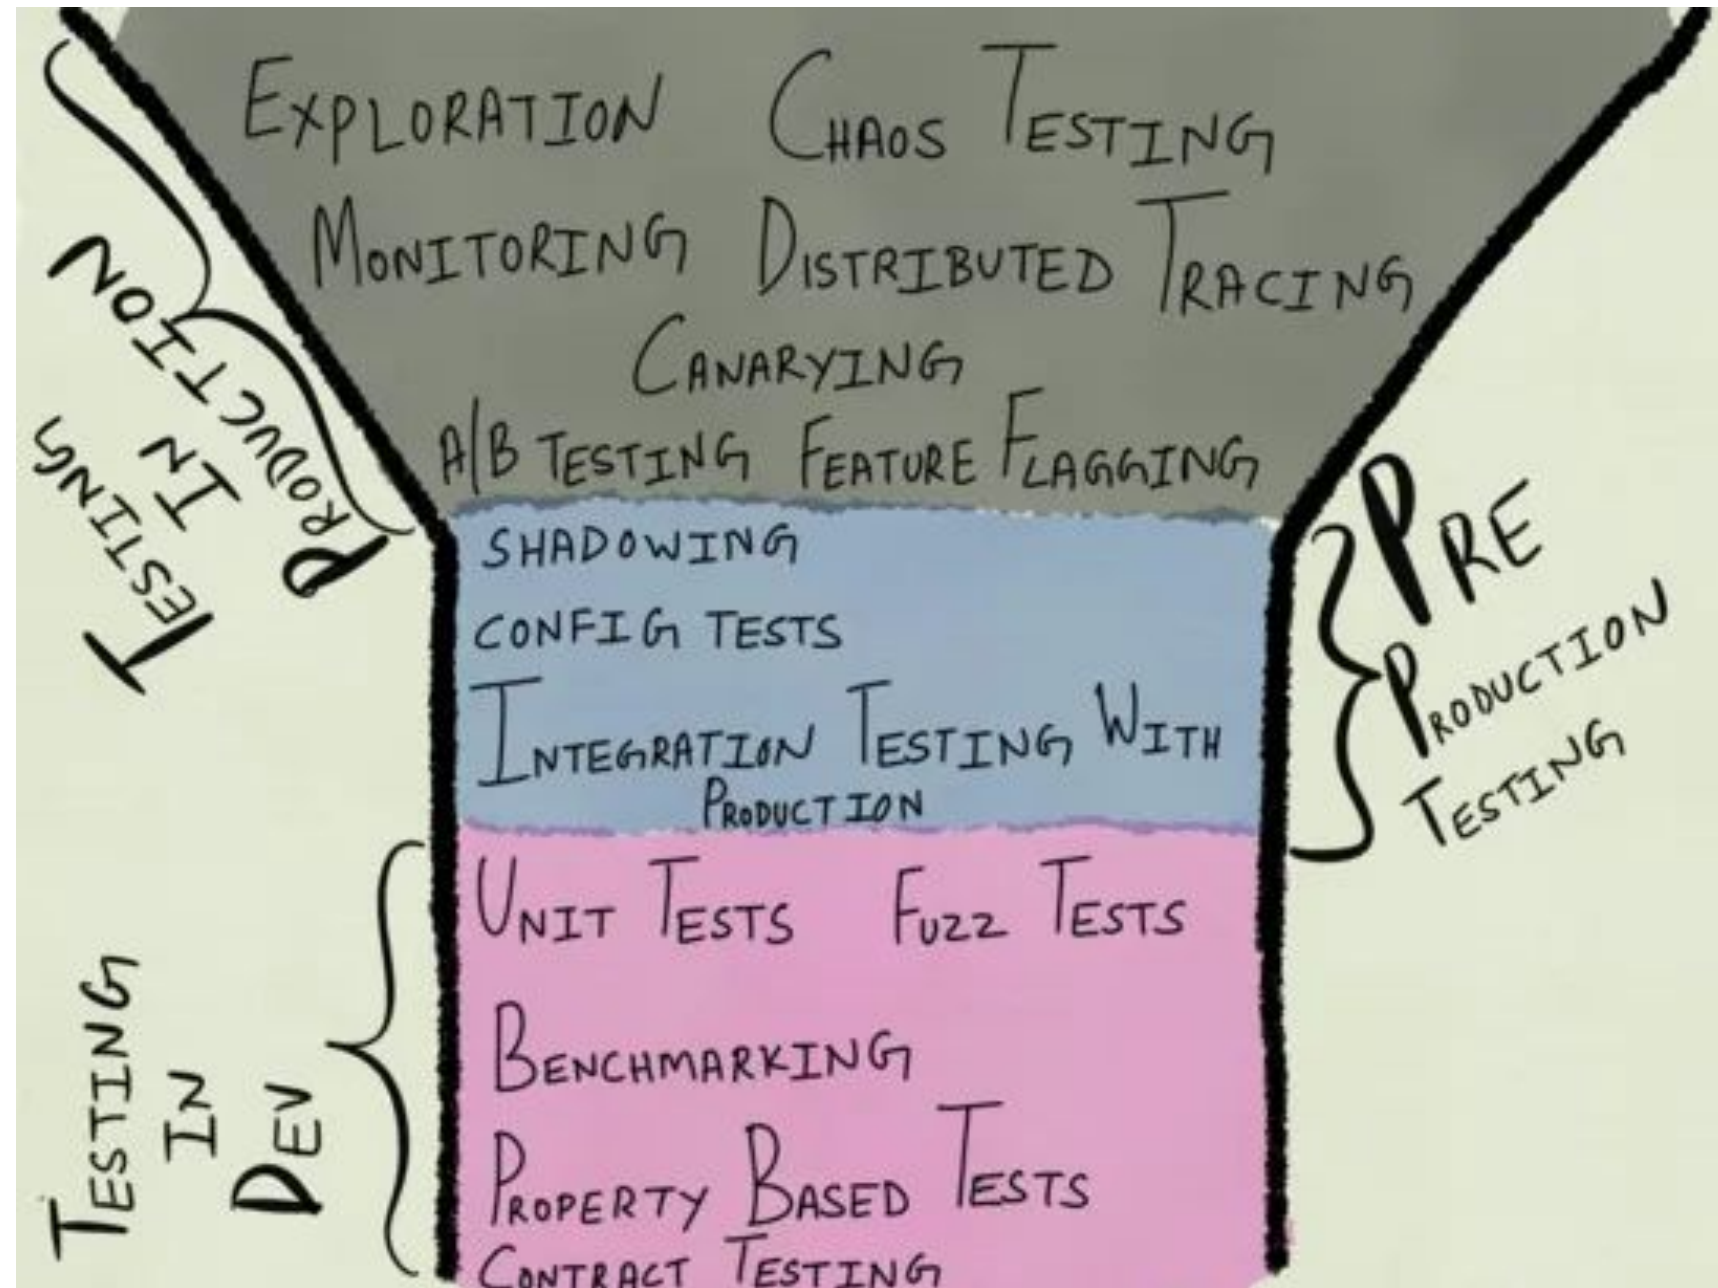 EXPLORATION CHAOS TESTING
MONITORING DISTRIBUTED TRACING
CANARYING
A/B TESTING FEATURE FLAGGING
TESTING
IN
PRODUCTION
SHADOWING
CONFIG TESTS
INTEGRATION TESTING WITH
PRODUCTION
PRE
PRODUCTION
TESTING
UNIT TESTS FUZZ TESTS
BENCHMARKING
PROPERTY BASED TESTS
CONTRACT TESTING
TESTING
IN
DEV